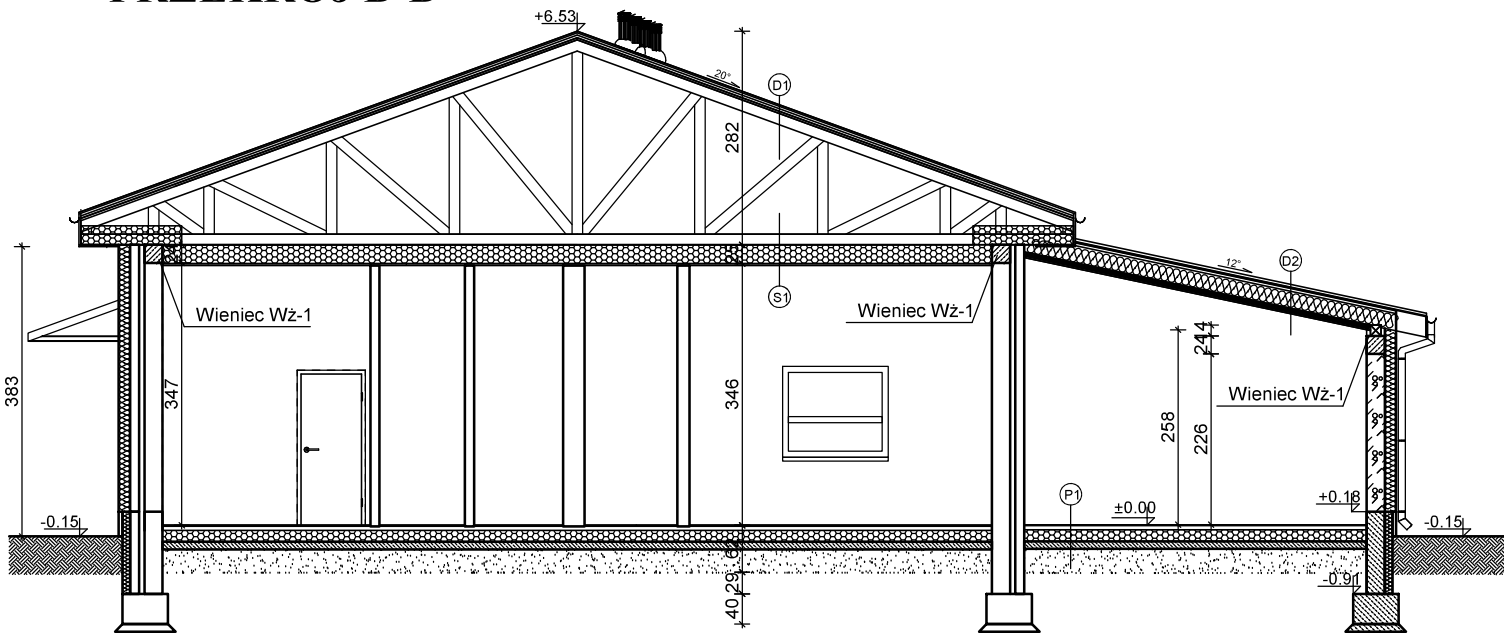 +6.53
20°
D1
282
12°
D2
S1
Wieniec Wż-1
Wieniec Wż-1
14
24
383
347
346
Wieniec Wż-1
258
226
P1
+0.18
±0.00
-0.15
-0.15
-0.91
29
40